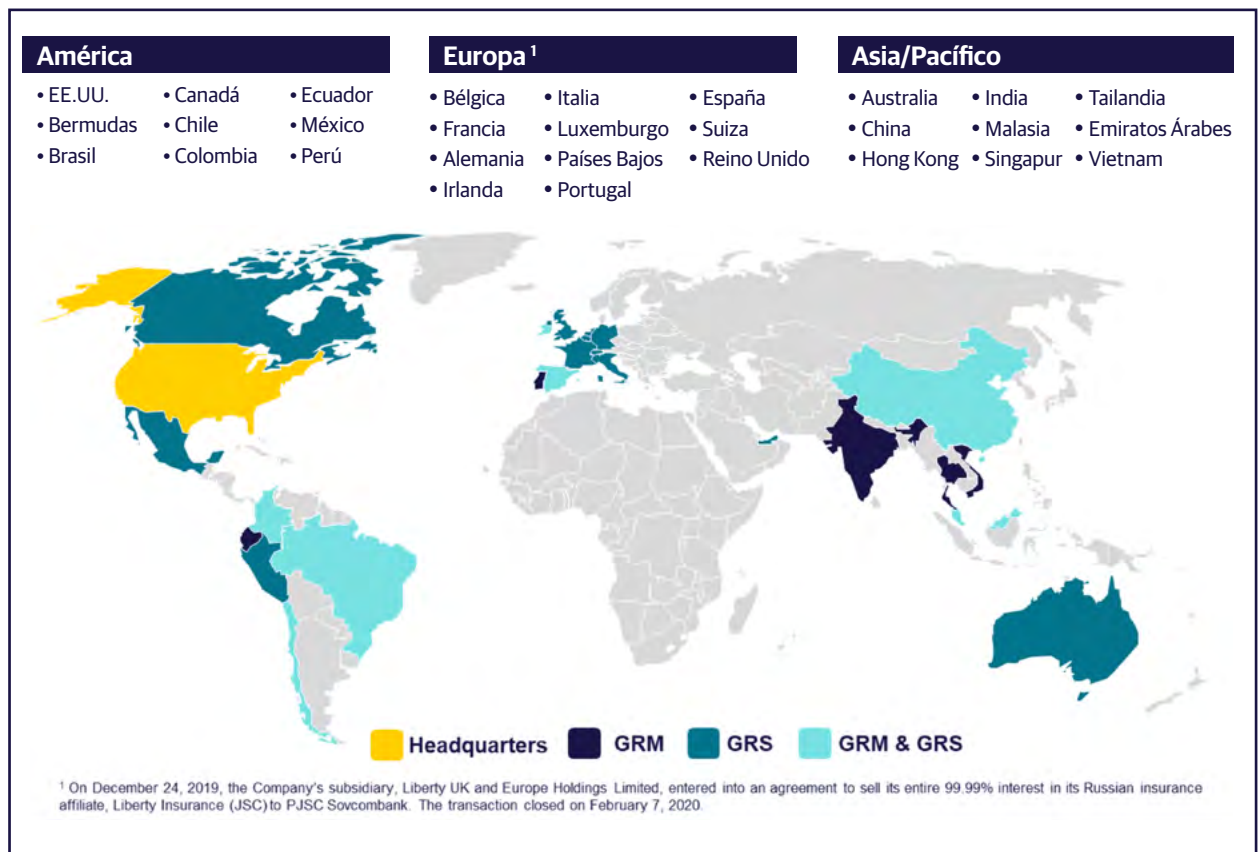 América
• EE.UU.
• Bermudas
• Brasil
• Canadá
• Chile
• Colombia
• Ecuador
• México
• Perú
Europa ¹
• Bélgica
• Francia
• Alemania
• Irlanda
• Italia
• Luxemburgo
• Países Bajos
• Portugal
• España
• Suiza
• Reino Unido
Asia/Pacífico
• Australia
• China
• Hong Kong
• India
• Malasia
• Singapur
• Tailandia
• Emiratos Árabes
• Vietnam
Headquarters
GRM
GRS
GRM & GRS
¹ On December 24, 2019, the Company's subsidiary, Liberty UK and Europe Holdings Limited, entered into an agreement to sell its entire 99.99% interest in its Russian insurance
affiliate, Liberty Insurance (JSC) to PJSC Sovcombank. The transaction closed on February 7, 2020.